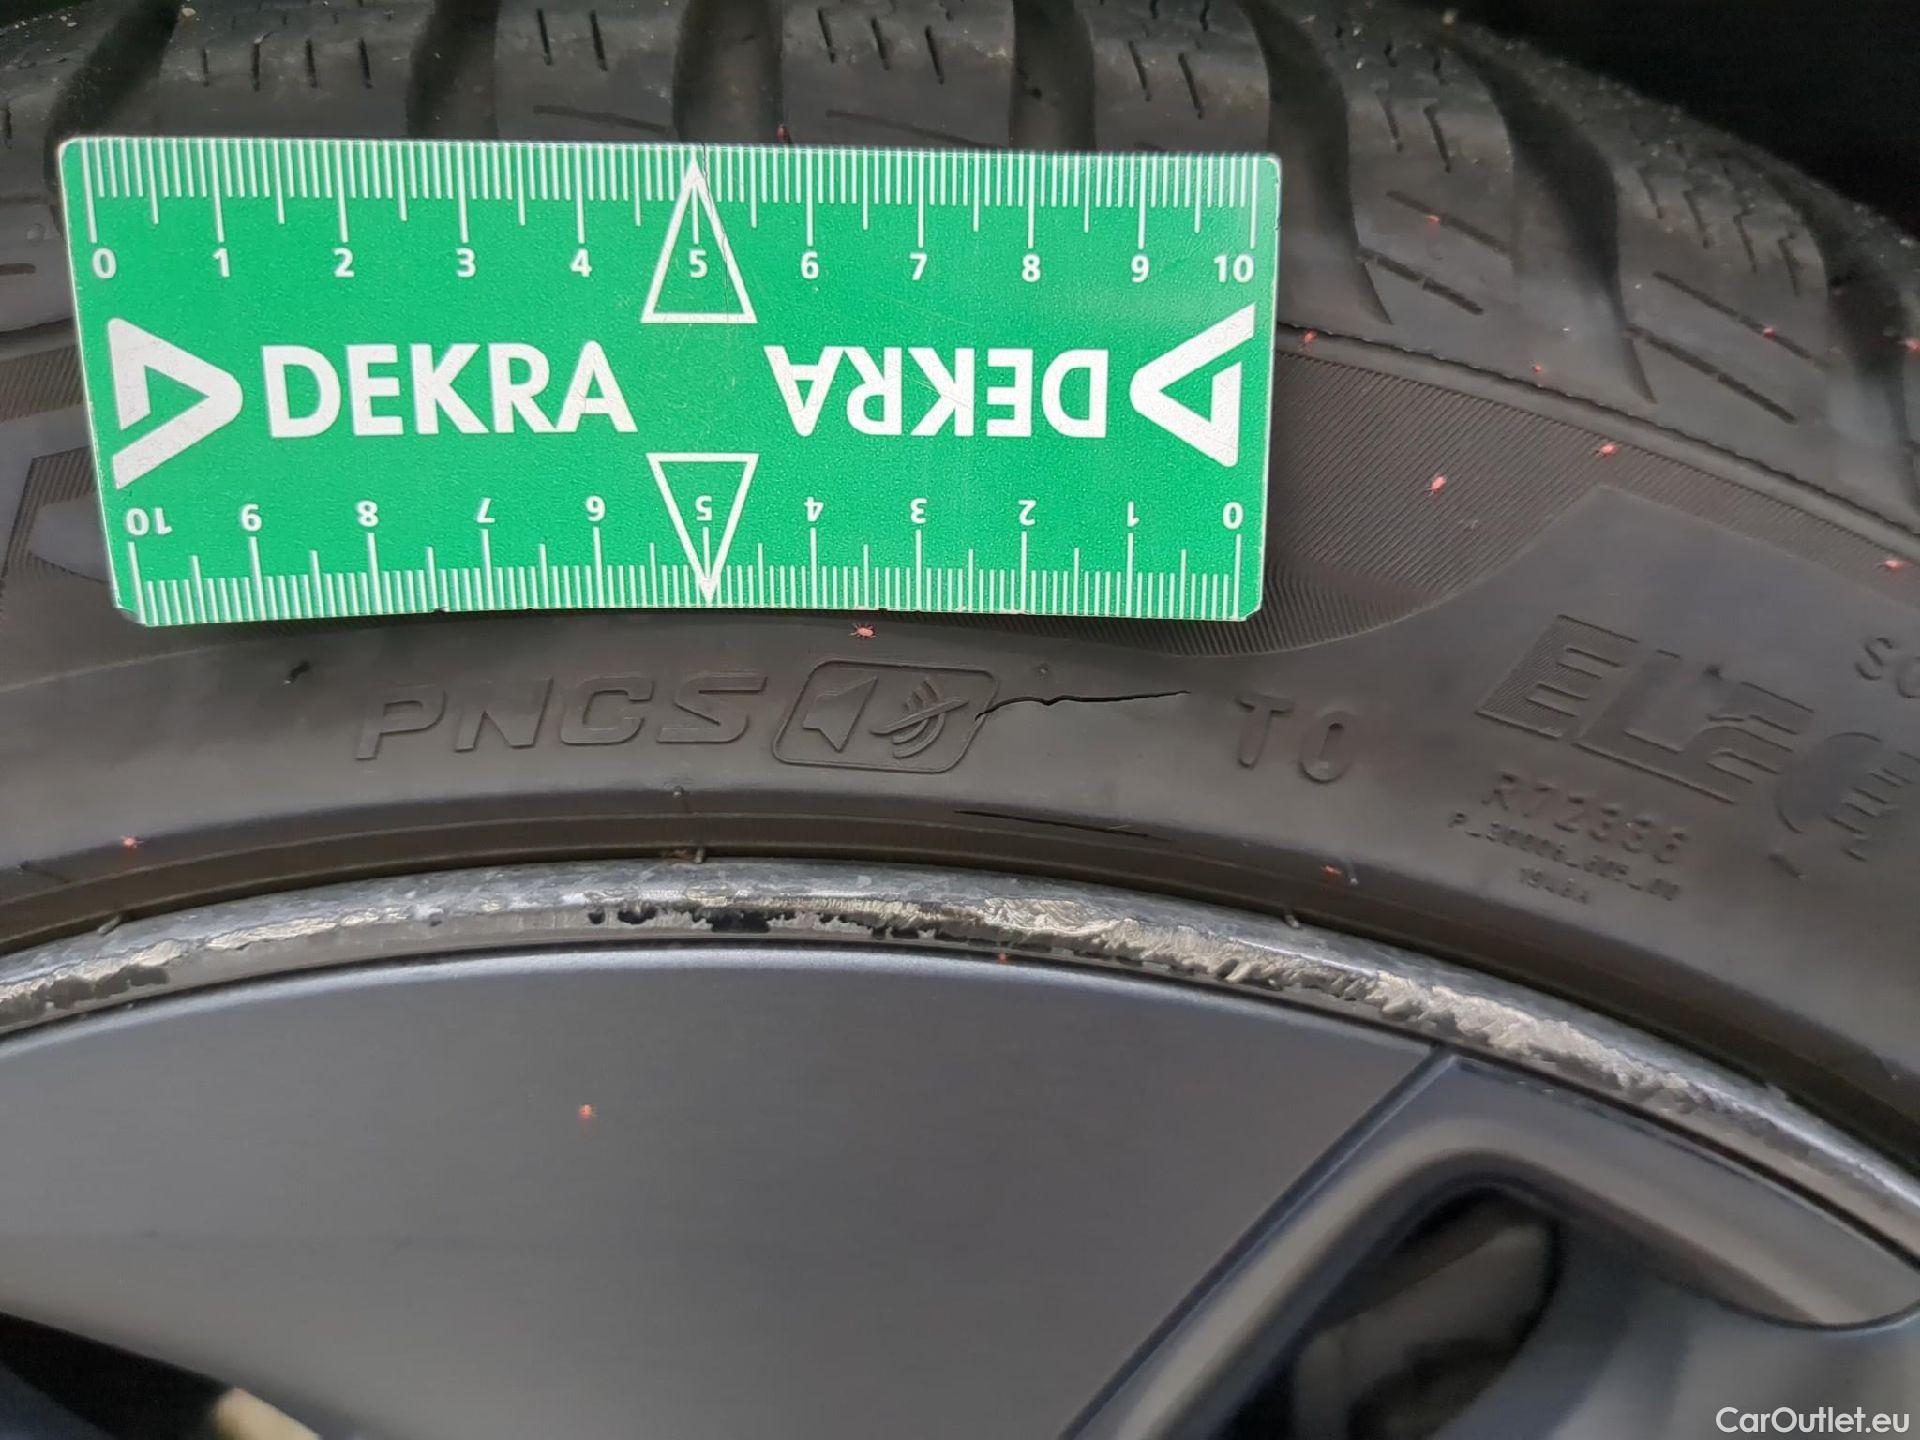 0 1 2 3 4 5 6 7 8 9 10
DEKRA DEKRA
10 9 8 7 6 5 4 3 2 1 0
PNCS
TO
R172336
CarOutlet.eu